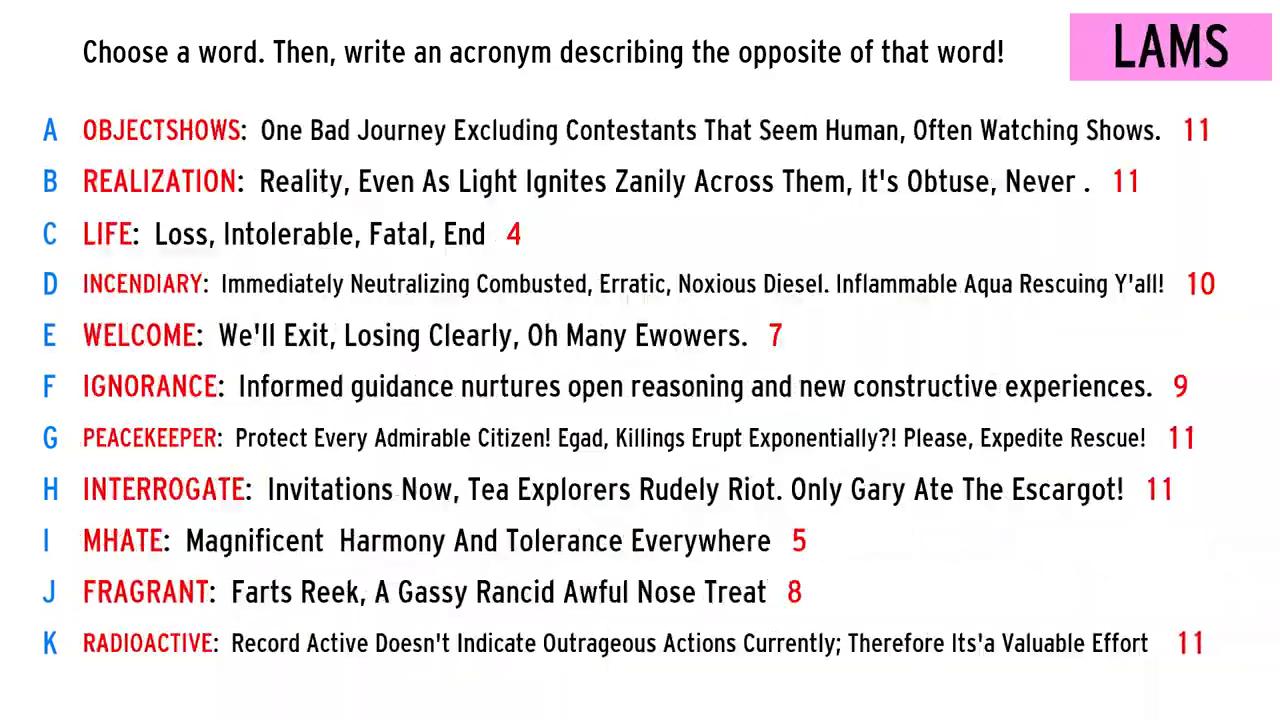 Choose a word. Then, write an acronym describing the opposite of that word!
LAMS
A OBJECTSHOWS: One Bad Journey Excluding Contestants That Seem Human, Often Watching Shows. 11
B REALIZATION: Reality, Even As Light Ignites Zanily Across Them, It's Obtuse, Never . 11
C LIFE: Loss, Intolerable, Fatal, End 4
D INCENDIARY: Immediately Neutralizing Combusted, Erratic, Noxious Diesel. Inflammable Aqua Rescuing Y'all! 10
E WELCOME: We'll Exit, Losing Clearly, Oh Many Ewowers. 7
F IGNORANCE: Informed guidance nurtures open reasoning and new constructive experiences. 9
G PEACEKEEPER: Protect Every Admirable Citizen! Egad, Killings Erupt Exponentially?! Please, Expedite Rescue! 11
H INTERROGATE: Invitations Now, Tea Explorers Rudely Riot. Only Gary Ate The Escargot! 11
I MHATE: Magnificent Harmony And Tolerance Everywhere 5
J FRAGRANT: Farts Reek, A Gassy Rancid Awful Nose Treat 8
K RADIOACTIVE: Record Active Doesn't Indicate Outrageous Actions Currently; Therefore Its'a Valuable Effort 11